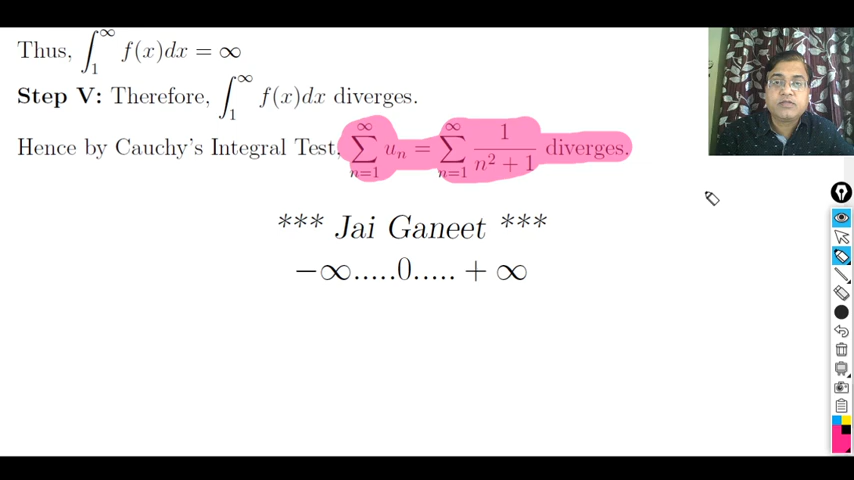 Thus, ∫_1^∞ f(x)dx = ∞
Step V: Therefore, ∫_1^∞ f(x)dx diverges.
Hence by Cauchy's Integral Test, ∑_{n=1}^∞ u_n = ∑_{n=1}^∞ 1/(n² + 1) diverges.
*** Jai Ganeet ***
−∞.....0..... + ∞